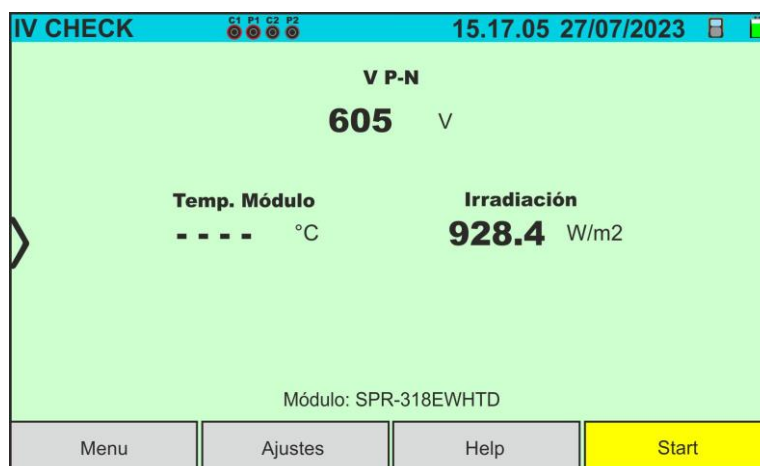 IV CHECK C1 P1 C2 P2 15.17.05 27/07/2023
V P-N
605 V
Temp. Módulo Irradiación
- - - - °C 928.4 W/m2
Módulo: SPR-318EWHTD
Menu Ajustes Help Start